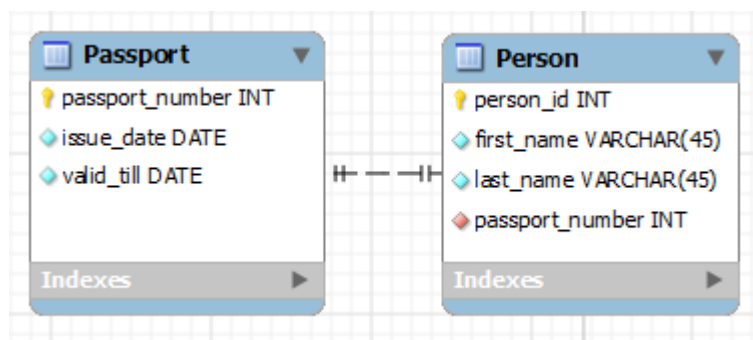 Passport
passport_number INT
issue_date DATE
valid_till DATE
Indexes
Person
person_id INT
first_name VARCHAR(45)
last_name VARCHAR(45)
passport_number INT
Indexes